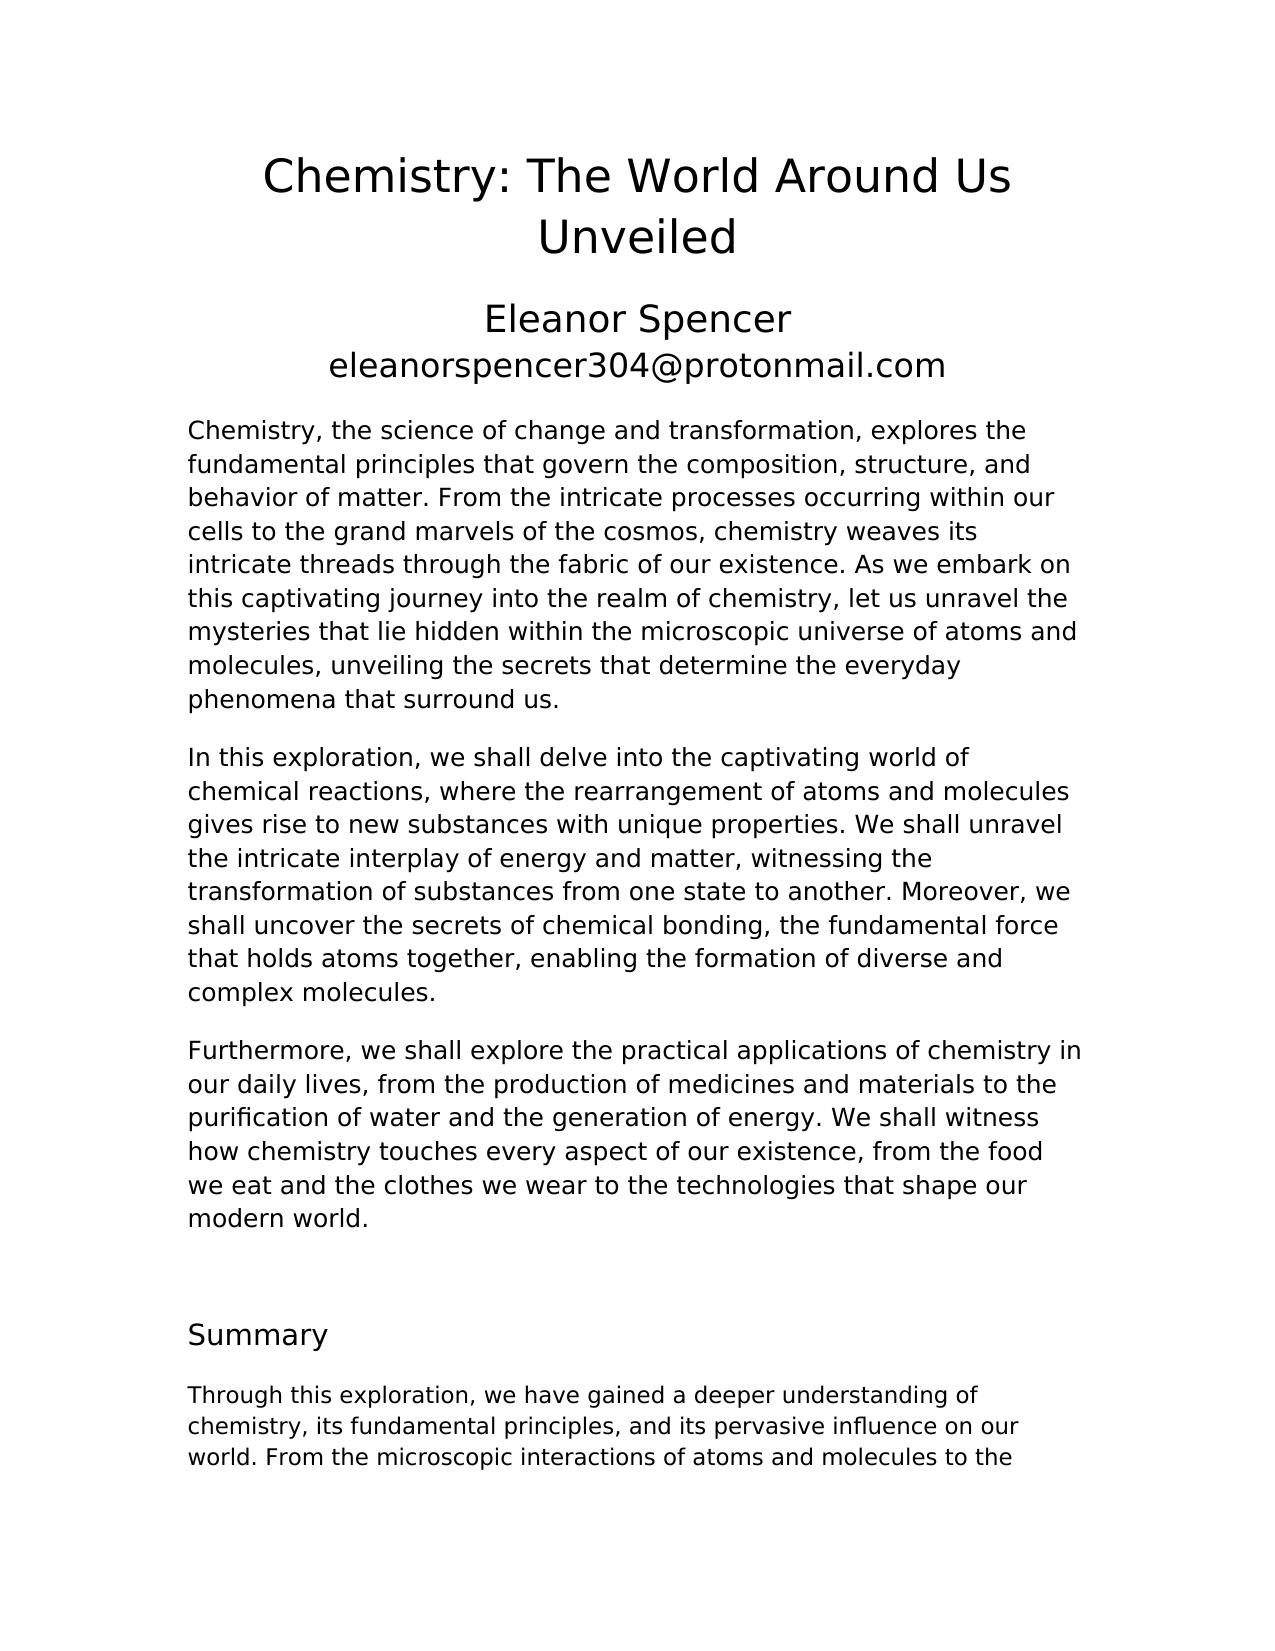 Chemistry: The World Around Us
Unveiled
Eleanor Spencer
eleanorspencer304@protonmail.com
Chemistry, the science of change and transformation, explores the
fundamental principles that govern the composition, structure, and
behavior of matter. From the intricate processes occurring within our
cells to the grand marvels of the cosmos, chemistry weaves its
intricate threads through the fabric of our existence. As we embark on
this captivating journey into the realm of chemistry, let us unravel the
mysteries that lie hidden within the microscopic universe of atoms and
molecules, unveiling the secrets that determine the everyday
phenomena that surround us.
In this exploration, we shall delve into the captivating world of
chemical reactions, where the rearrangement of atoms and molecules
gives rise to new substances with unique properties. We shall unravel
the intricate interplay of energy and matter, witnessing the
transformation of substances from one state to another. Moreover, we
shall uncover the secrets of chemical bonding, the fundamental force
that holds atoms together, enabling the formation of diverse and
complex molecules.
Furthermore, we shall explore the practical applications of chemistry in
our daily lives, from the production of medicines and materials to the
purification of water and the generation of energy. We shall witness
how chemistry touches every aspect of our existence, from the food
we eat and the clothes we wear to the technologies that shape our
modern world.
Summary
Through this exploration, we have gained a deeper understanding of
chemistry, its fundamental principles, and its pervasive influence on our
world. From the microscopic interactions of atoms and molecules to the